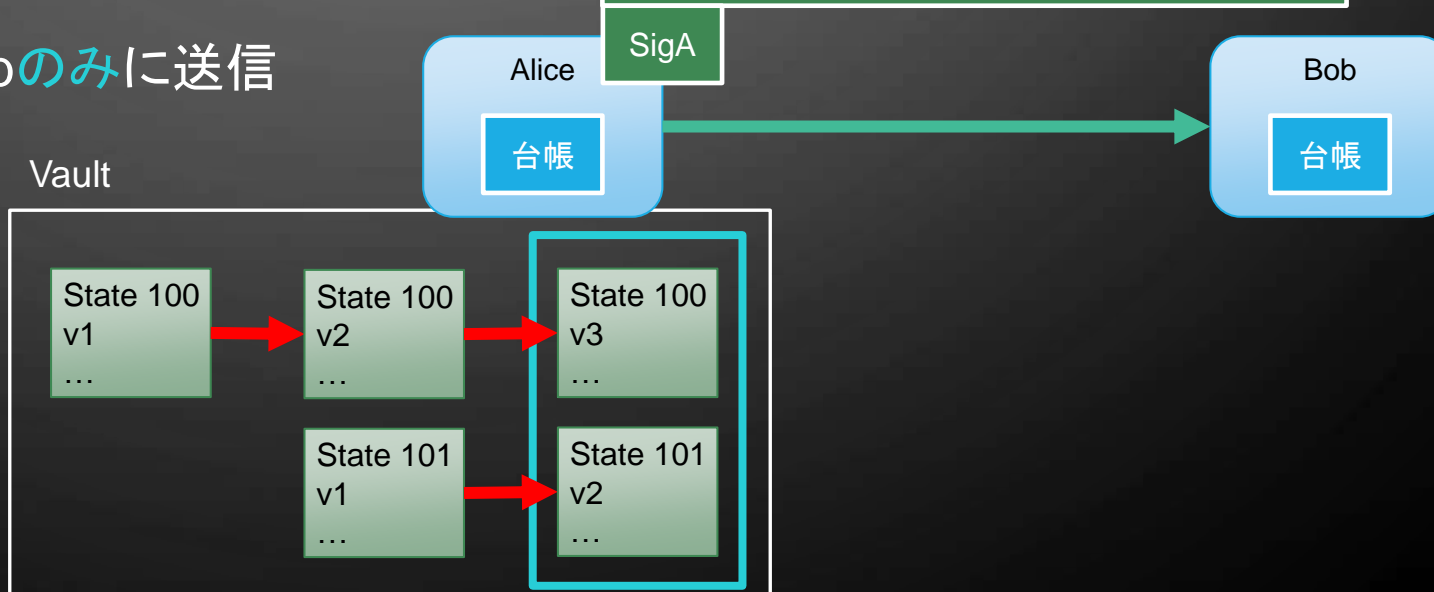 SigA
のみに送信
Alice
Bob
台帳
台帳
Vault
State 100
v1
…
State 100
v2
…
State 100
v3
…
State 101
v1
…
State 101
v2
…